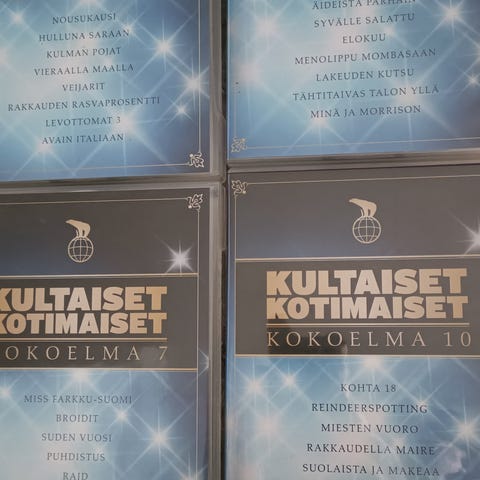 NOUSUKAUSI
HULLUNA SARAAN
KULMAN POJAT
VIERAALLA MAALLA
VEIJARIT
RAKKAUDEN RASVAPROSENTTI
LEVOTTOMAT 3
AVAIN ITALIAAN
ÄIDEISTÄ PARHAIN
SYVÄLLE SALATTU
ELOKUU
MENOLIPPU MOMBASAAN
LAKEUDEN KUTSU
TÄHTITAIVAS TALON YLLÄ
MINÄ JA MORRISON
KULTAISET
KOTIMAISET
KOKOELMA 7
MISS FARKKU-SUOMI
BROIDIT
SUDEN VUOSI
PUHDISTUS
RAID
KULTAISET
KOTIMAISET
KOKOELMA 10
KOHTA 18
REINDEERSPOTTING
MIESTEN VUORO
RAKKAUDELLA MAIRE
SUOLAISTA JA MAKEAA